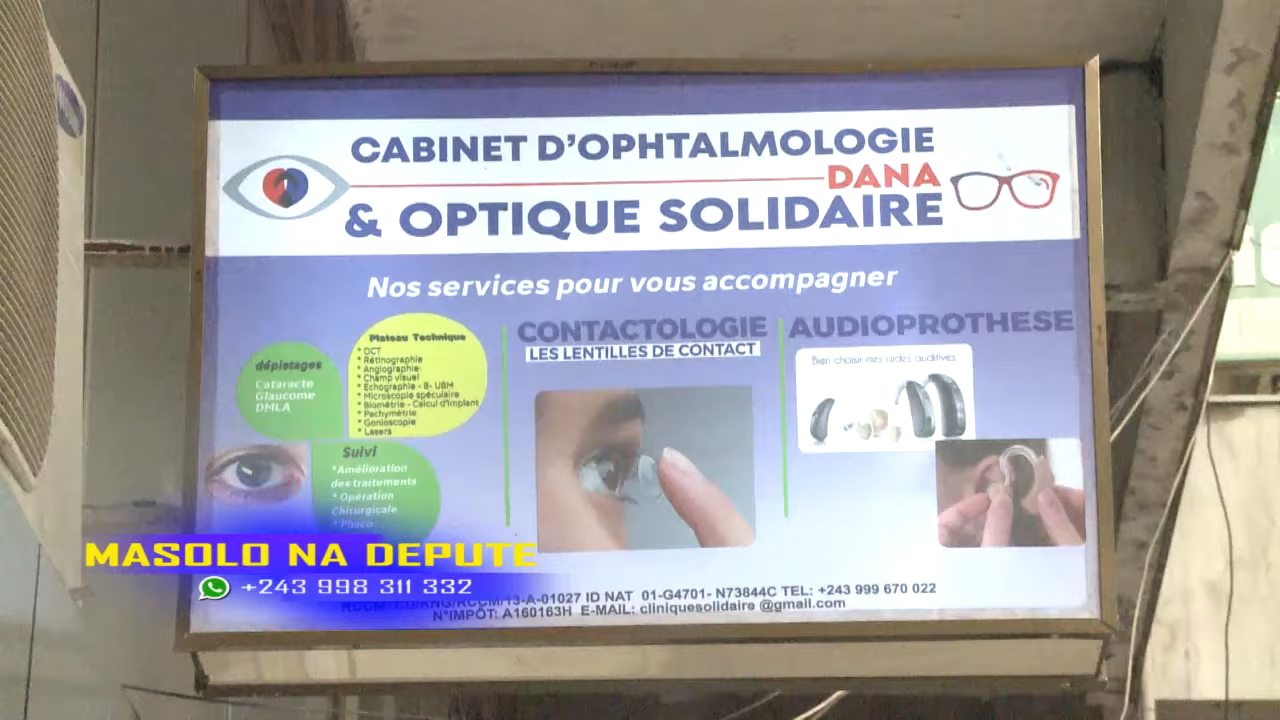 CABINET D'OPHTALMOLOGIE
DANA
& OPTIQUE SOLIDAIRE
Nos services pour vous accompagner
dépistages
Cataracte
Glaucome
DMLA
Plateau Technique
* OCT
* Rétinographie
* Angiographie
* Champ visuel
* Echographie - B- UBM
* Microscopie spéculaire
* Biométrie - Calcul d'implant
* Pachymétrie
* Gonioscopie
* Lasers
Suivi
*Amélioration
des traitements
* Opération
Chirurgicale
* Phaco
CONTACTOLOGIE
LES LENTILLES DE CONTACT
AUDIOPROTHESE
Bien choisir mes aides auditives
MASOLO NA DEPUTE
+243 998 311 332
-A-01027 ID NAT 01-G4701- N73844C TEL: +243 999 670 022
N°IMPÔT: A160163H E-MAIL: cliniquesolidaire @gmail.com